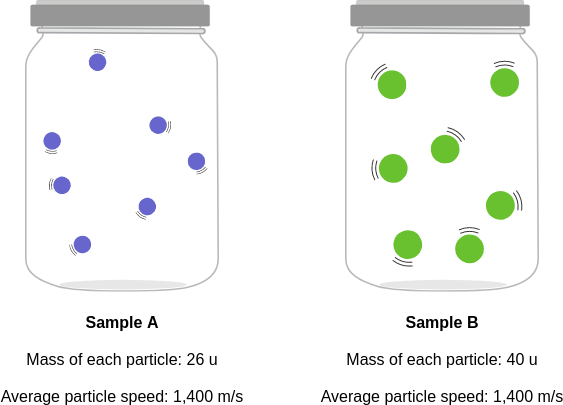 Sample A
Sample B
Mass of each particle: 26 u
Mass of each particle: 40 u
Average particle speed: 1,400 m/s
Average particle speed: 1,400 m/s